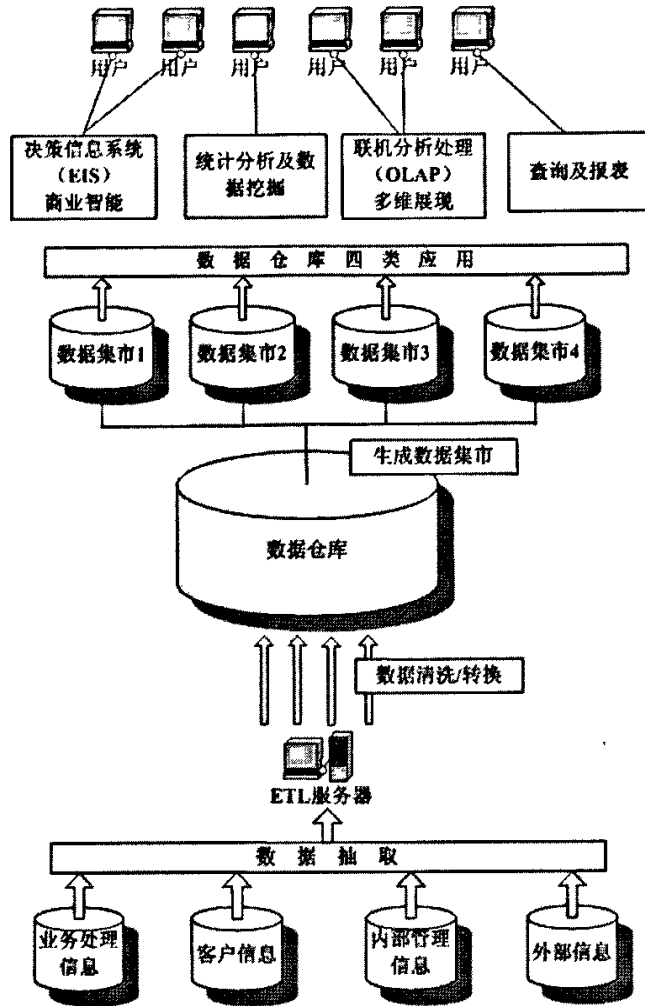 用户 用户 用户 用户 用户 用户
决策信息系统
（EIS）
商业智能
统计分析及数
据挖掘
联机分析处理
（OLAP）
多维展现
查询及报表
数据仓库四类应用
数据集市1 数据集市2 数据集市3 数据集市4
生成数据集市
数据仓库
数据清洗/转换
ETL服务器
数据抽取
业务处理
信息
客户信息
内部管理
信息
外部信息